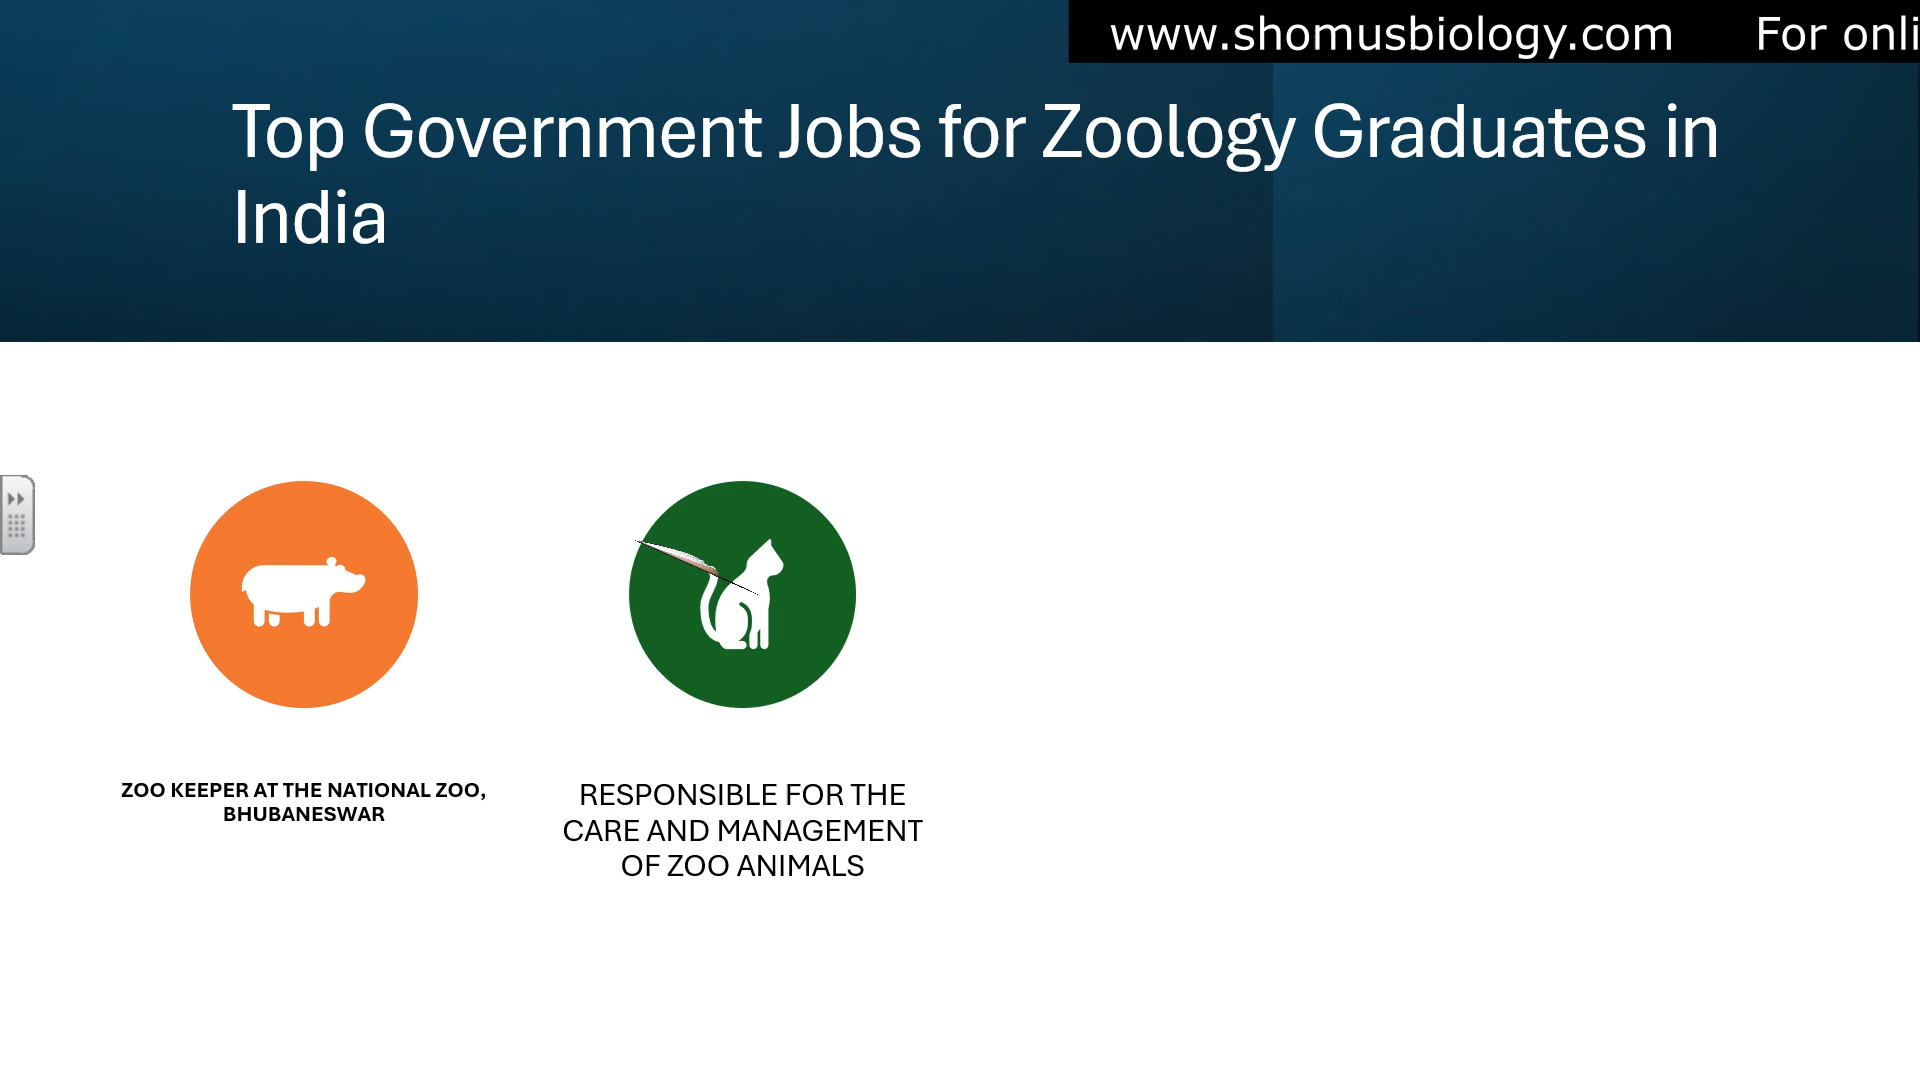 www.shomusbiology.com For onli
Top Government Jobs for Zoology Graduates in
India
ZOO KEEPER AT THE NATIONAL ZOO,
BHUBANESWAR
RESPONSIBLE FOR THE
CARE AND MANAGEMENT
OF ZOO ANIMALS